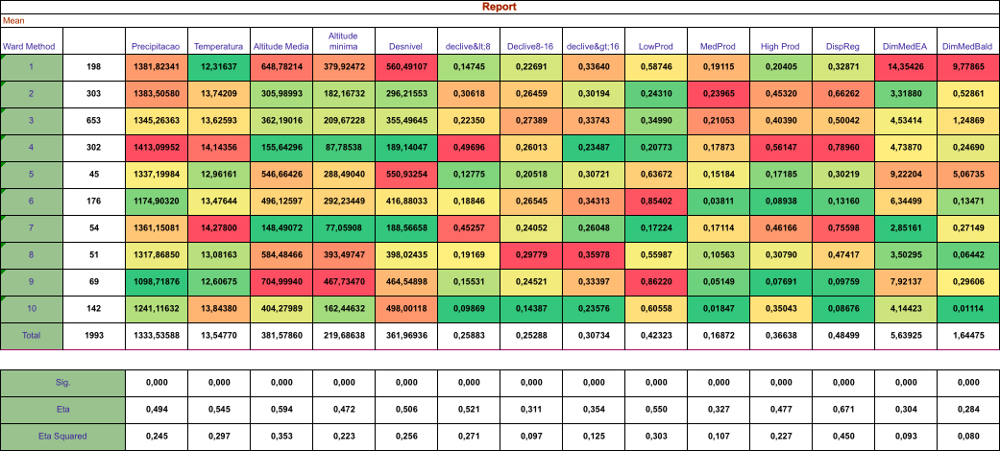 Report
Mean
Ward Method Precipitacao Temperatura Altitude Media Altitude minima Desnivel declive&lt;8 Declive8-16 declive&gt;16 LowProd MedProd High Prod DispReg DimMedEA DimMedBald
1 198 1381,82341 12,31637 648,78214 379,92472 560,49107 0,14745 0,22691 0,33640 0,58746 0,19115 0,20405 0,32871 14,35426 9,77865
2 303 1383,50580 13,74209 305,98993 182,16732 296,21553 0,30618 0,26459 0,30194 0,24310 0,23965 0,45320 0,66262 3,31880 0,52861
3 653 1345,26363 13,62593 362,19016 209,67228 355,49645 0,22350 0,27389 0,33743 0,34990 0,21053 0,40390 0,50042 4,53414 1,24869
4 302 1413,09952 14,14356 155,64296 87,78538 189,14047 0,49696 0,26013 0,23487 0,20773 0,17873 0,56147 0,78960 4,73870 0,24690
5 45 1337,19984 12,96161 546,66426 288,49040 550,93254 0,12775 0,20518 0,30721 0,63672 0,15184 0,17185 0,30219 9,22204 5,06735
6 176 1174,90320 13,47644 496,12597 292,23449 416,88033 0,18846 0,26545 0,34313 0,85402 0,03811 0,08938 0,13160 6,34499 0,13471
7 54 1361,15081 14,27800 148,49072 77,05908 188,56658 0,45257 0,24052 0,26048 0,17224 0,17114 0,46166 0,75598 2,85161 0,27149
8 51 1317,86850 13,08163 584,48466 393,49747 398,02435 0,19169 0,29779 0,35978 0,55987 0,10563 0,30790 0,47417 3,50295 0,06442
9 69 1098,71876 12,60675 704,99940 467,73470 464,54898 0,15531 0,24521 0,33397 0,86220 0,05149 0,07691 0,09759 7,92137 0,29606
10 142 1241,11632 13,84380 404,27989 162,44632 498,00118 0,09869 0,14387 0,23576 0,60558 0,01847 0,35043 0,08676 4,14423 0,01114
Total 1993 1333,53588 13,54770 381,57860 219,68638 361,96936 0,25883 0,25288 0,30734 0,42323 0,16872 0,36638 0,48499 5,63925 1,64475
Sig. 0,000 0,000 0,000 0,000 0,000 0,000 0,000 0,000 0,000 0,000 0,000 0,000 0,000 0,000
Eta 0,494 0,545 0,594 0,472 0,506 0,521 0,311 0,354 0,550 0,327 0,477 0,671 0,304 0,284
Eta Squared 0,245 0,297 0,353 0,223 0,256 0,271 0,097 0,125 0,303 0,107 0,227 0,450 0,093 0,080